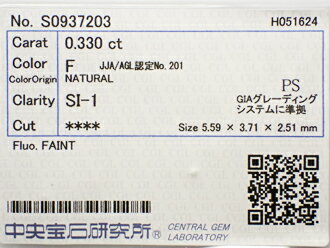 No. S0937203 H051624
Carat 0.330 ct
Color F JJA/AGL認定No.201
ColorOrigin NATURAL
Clarity SI-1 PS
GIAグレーディング
システムに準拠
Cut ****
Size 5.59 × 3.71 × 2.51 mm
Fluo. FAINT
中央宝石研究所® CENTRAL GEM
LABORATORY